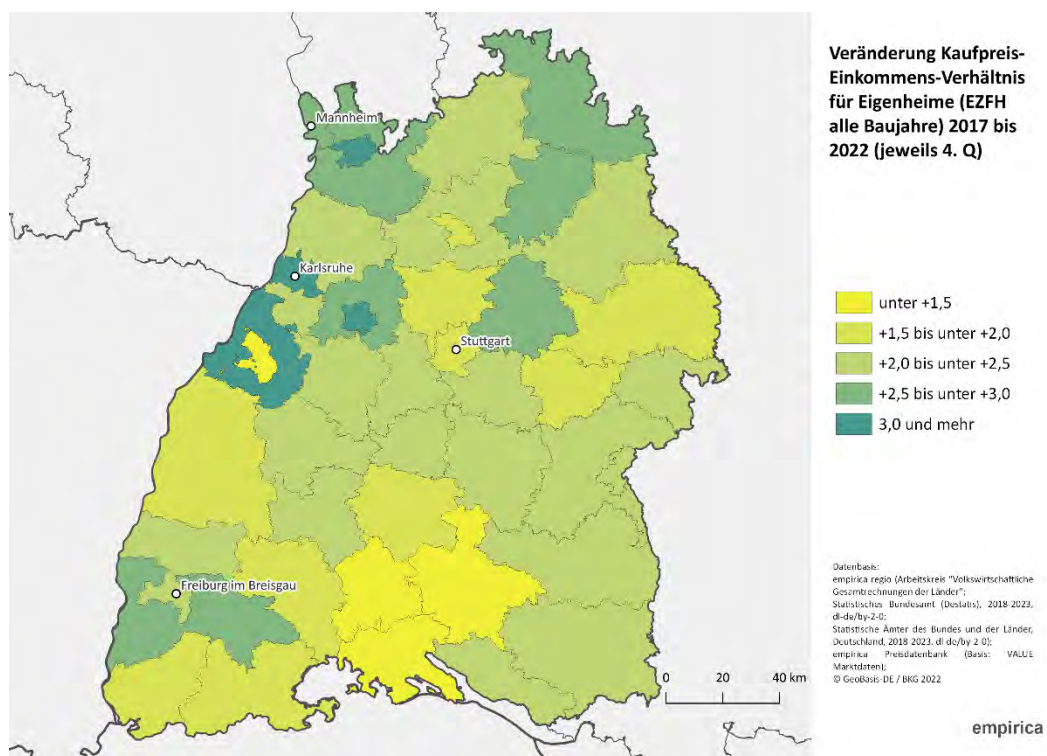 Veränderung Kaufpreis-
Einkommens-Verhältnis
für Eigenheime (EZFH
alle Baujahre) 2017 bis
2022 (jeweils 4. Q)
Mannheim
Karlsruhe
Stuttgart
Freiburg im Breisgau
unter +1,5
+1,5 bis unter +2,0
+2,0 bis unter +2,5
+2,5 bis unter +3,0
3,0 und mehr
Datenbasis:
empirica regio (Arbeitskreis "Volkswirtschaftliche
Gesamtrechnungen der Länder";
Statistisches Bundesamt (Destatis), 2018-2023,
dl-de/by-2-0;
Statistische Ämter des Bundes und der Länder,
Deutschland, 2018-2023, dl-de/by-2-0);
empirica Preisdatenbank (Basis: VALUE
Marktdaten);
© GeoBasis-DE / BKG 2022
0 20 40 km
empirica